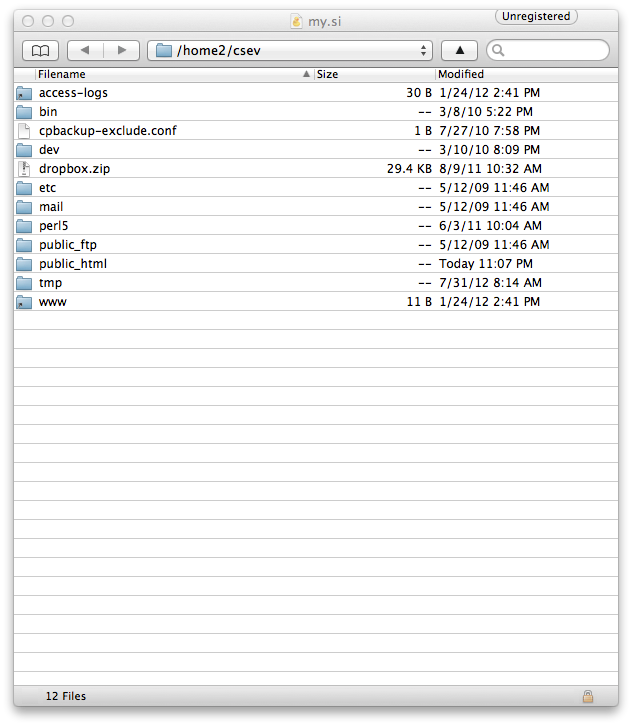 my.si
Unregistered
/home2/csev
Filename Size Modified
access-logs 30 B 1/24/12 2:41 PM
bin -- 3/8/10 5:22 PM
cpbackup-exclude.conf 1 B 7/27/10 7:58 PM
dev -- 3/10/10 8:09 PM
dropbox.zip 29.4 KB 8/9/11 10:32 AM
etc -- 5/12/09 11:46 AM
mail -- 5/12/09 11:46 AM
perl5 -- 6/3/11 10:04 AM
public_ftp -- 5/12/09 11:46 AM
public_html -- Today 11:07 PM
tmp -- 7/31/12 8:14 AM
www 11 B 1/24/12 2:41 PM
12 Files